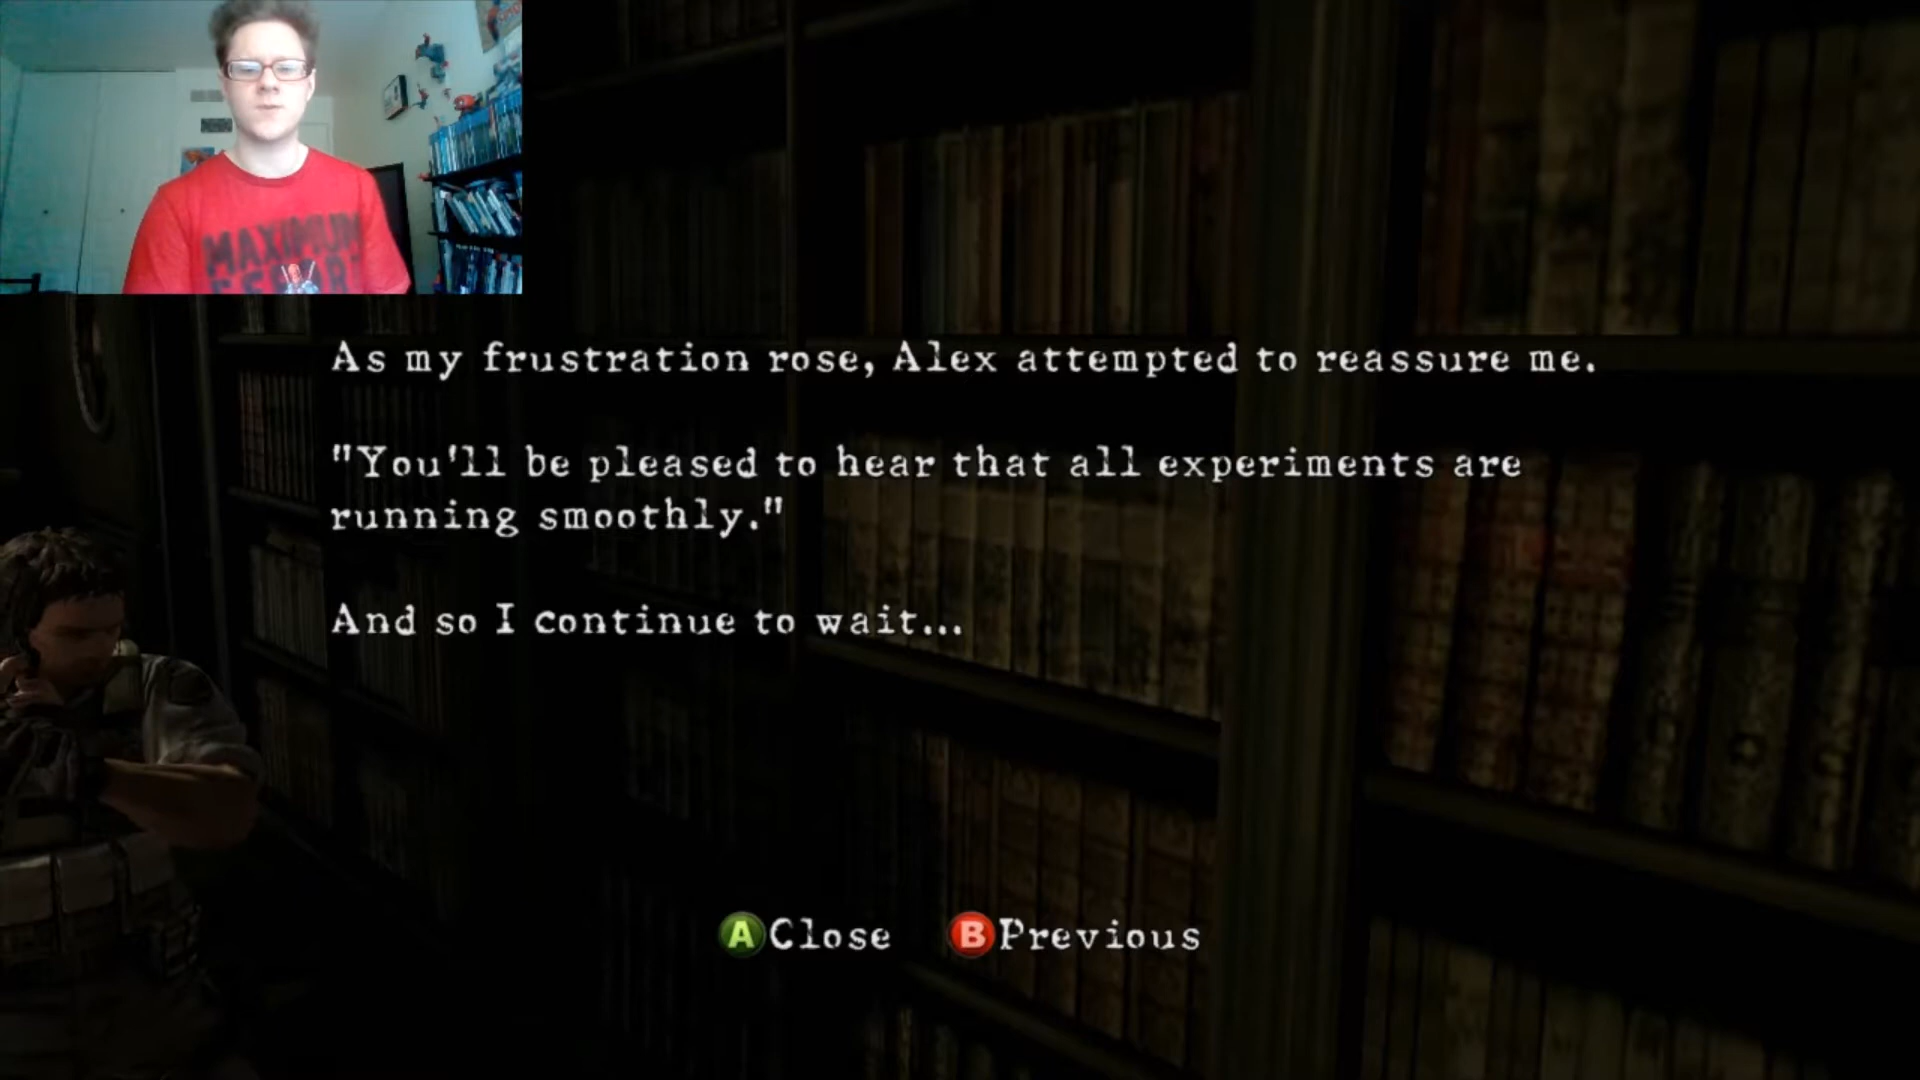 MAXIMUM
As my frustration rose, Alex attempted to reassure me.
"You'll be pleased to hear that all experiments are
running smoothly."
And so I continue to wait...
A Close B Previous